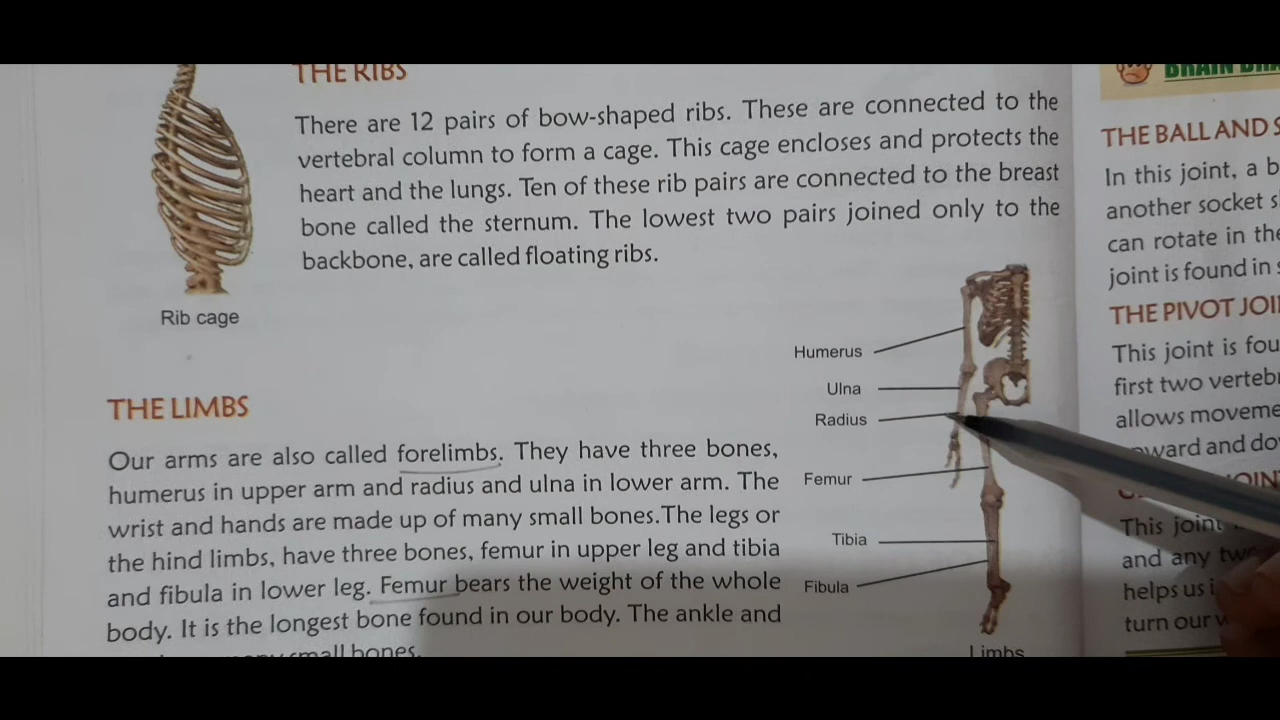 THE RIBS
There are 12 pairs of bow-shaped ribs. These are connected to the
vertebral column to form a cage. This cage encloses and protects the
heart and the lungs. Ten of these rib pairs are connected to the breast
bone called the sternum. The lowest two pairs joined only to the
backbone, are called floating ribs.
Rib cage
THE LIMBS
Our arms are also called forelimbs. They have three bones,
humerus in upper arm and radius and ulna in lower arm. The
wrist and hands are made up of many small bones.The legs or
the hind limbs, have three bones, femur in upper leg and tibia
and fibula in lower leg. Femur bears the weight of the whole
body. It is the longest bone found in our body. The ankle and
small bones.
Humerus
Ulna
Radius
Femur
Tibia
Fibula
Limbs
BRAIN
THE BALL AND
In this joint, a b
another socket s
can rotate in the
joint is found in
THE PIVOT JOI
This joint is fou
first two vertebr
allows moveme
ward and do
This joint
and any tw
helps us i
turn our w